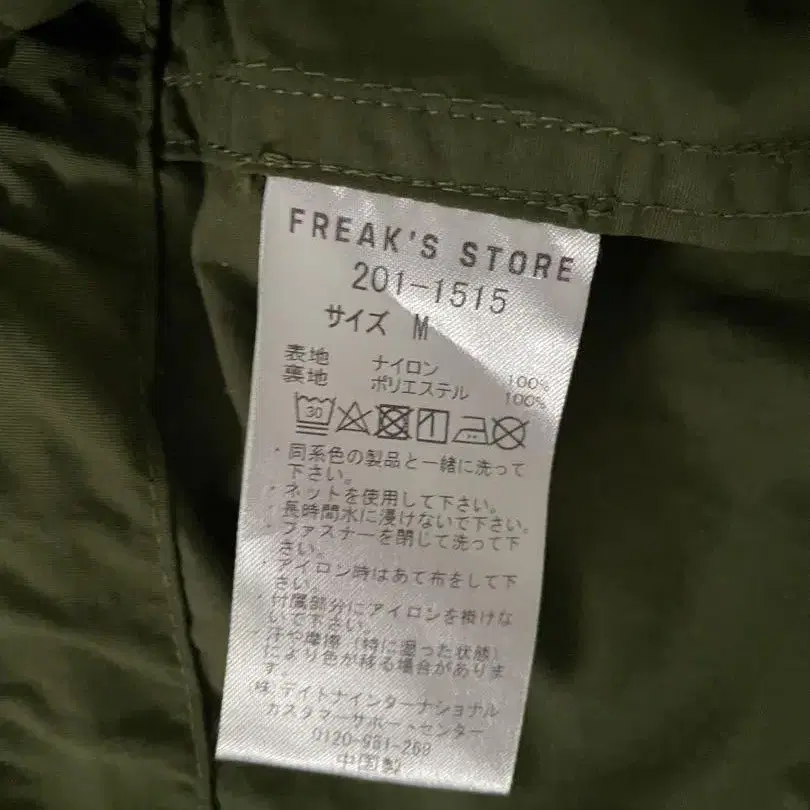 FREAK'S STORE
201-1515
サイズ M
表地 ナイロン 100%
裏地 ポリエステル 100%
30
・同系色の製品と一緒に洗って
下さい。
・ネットを使用して下さい。
・長時間水に浸けないで下さい。
・ファスナーを閉じて洗って下
さい。
・アイロン時はあて布をして下
さい。
・付属部分にアイロンを掛けな
いで下さい。
・汗や摩擦（特に湿った状態）
により色が移る場合がありま
す。
㈱デイトナインターナショナル
カスタマーサポートセンター
0120-951-269
中国製